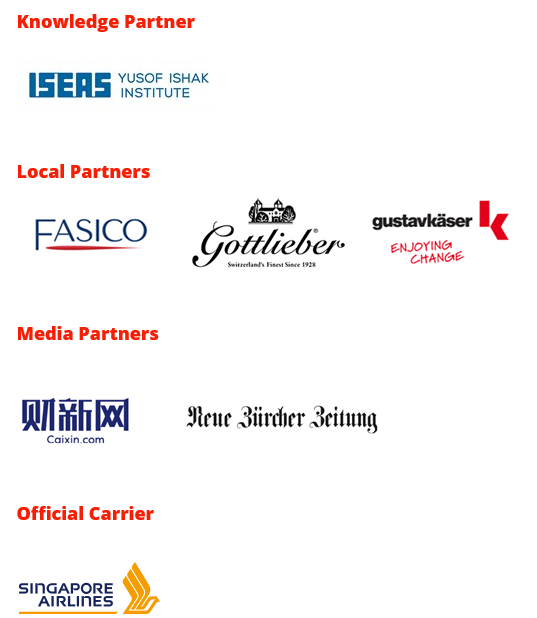 Knowledge Partner
ISEAS YUSOF ISHAK
INSTITUTE
Local Partners
FASICO
Gottlieber®
Switzerland's Finest Since 1928
gustavkäser
ENJOYING
CHANGE
Media Partners
财新网
Caixin.com
Neue Zürcher Zeitung
Official Carrier
SINGAPORE
AIRLINES